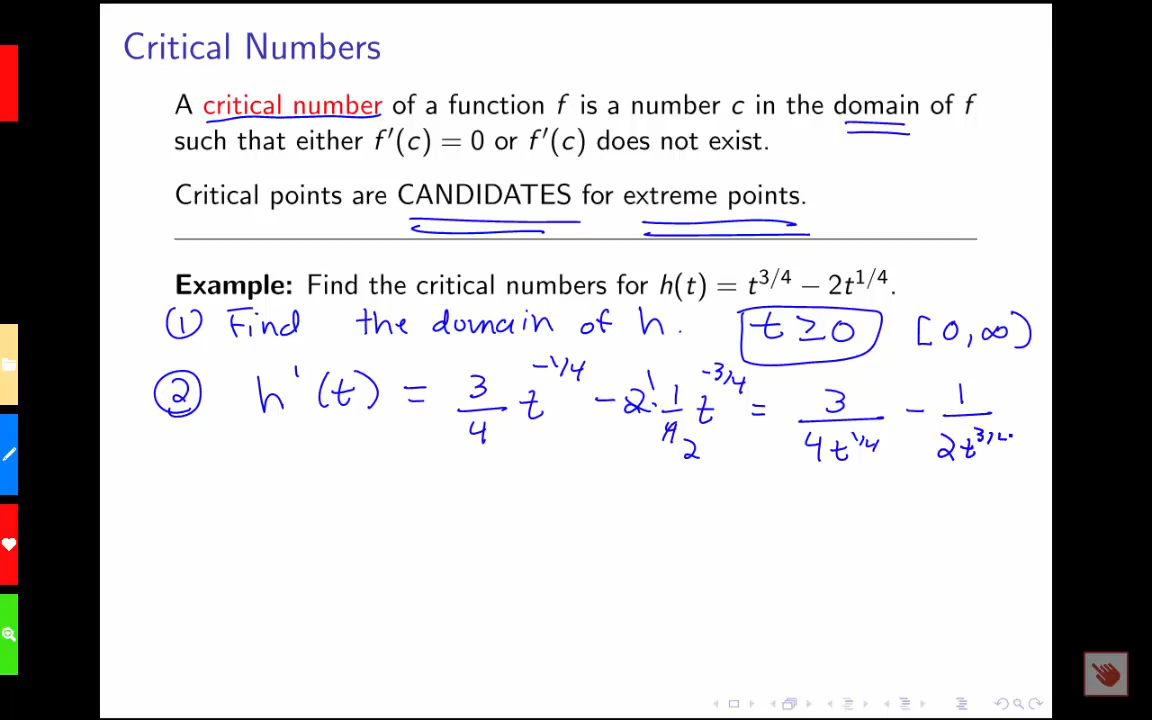 Critical Numbers
A critical number of a function f is a number c in the domain of f
such that either f′(c) = 0 or f′(c) does not exist.
Critical points are CANDIDATES for extreme points.
Example: Find the critical numbers for h(t) = t^{3/4} − 2t^{1/4}.
① Find the domain of h. t ≥ 0 [0, ∞)
② h'(t) = 3/4 t^{-1/4} − 2 · 1/4 t^{-3/4} = 3/(4t^{1/4}) − 1/(2t^{3/4})